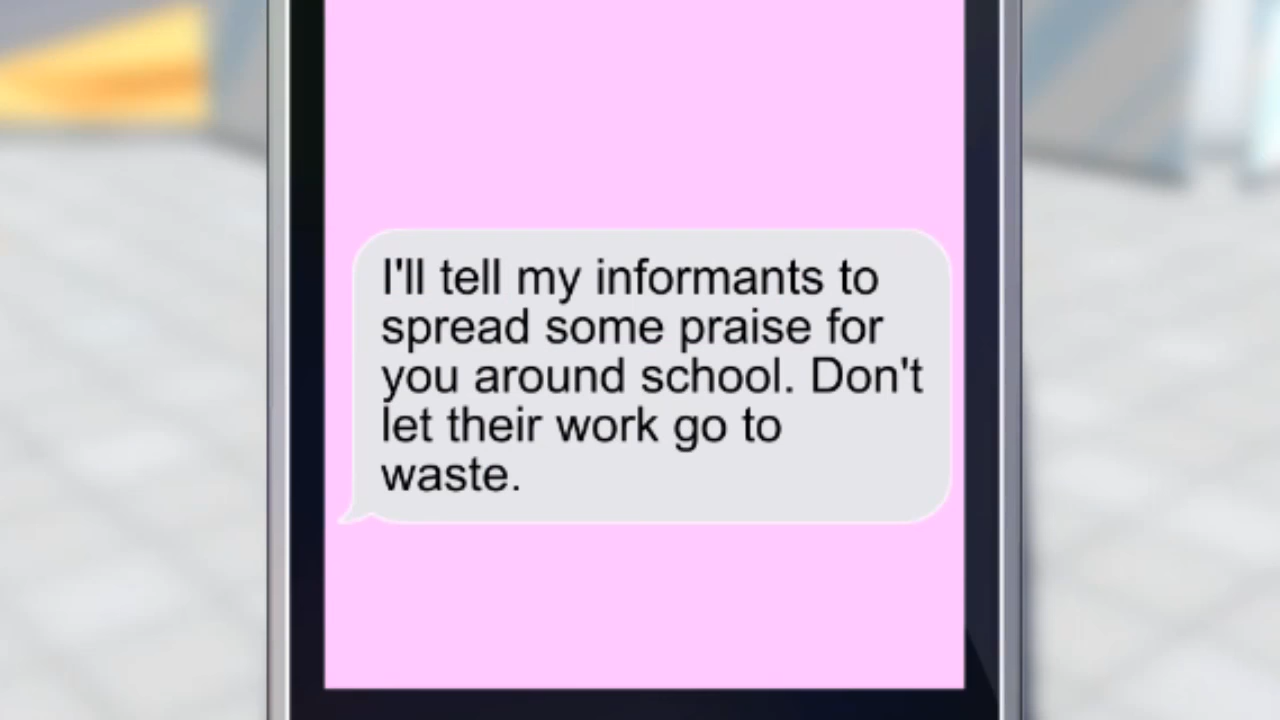 I'll tell my informants to
spread some praise for
you around school. Don't
let their work go to
waste.